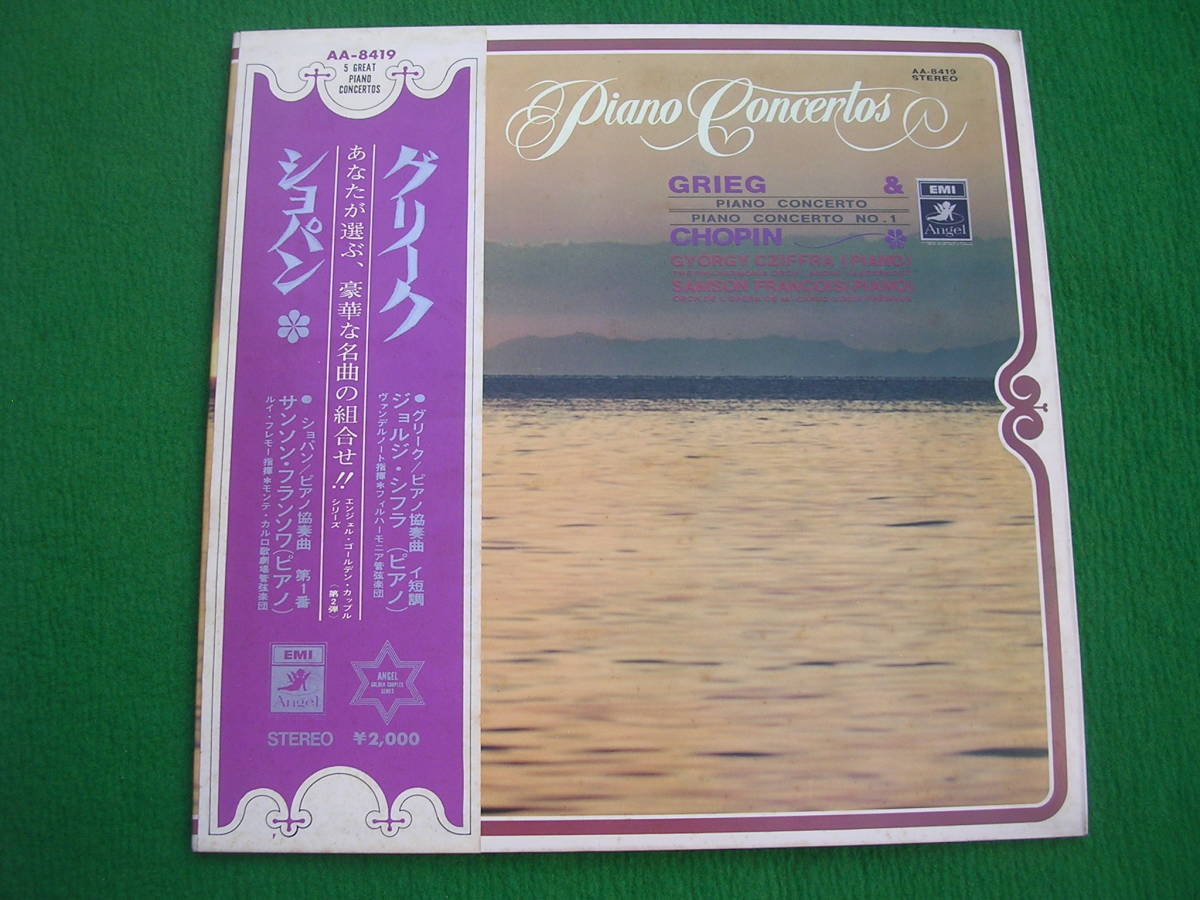 AA-8419
5 GREAT
PIANO
CONCERTOS
グリーク
ショパン
あなたが選ぶ、豪華な名曲の組合せ!!
エンジェル・ゴールデン・カップル
シリーズ
（第2弾）
●グリーク／ピアノ協奏曲 イ短調
ジョルジ・シフラ（ピアノ）
ヴァンデルノート指揮＊フィルハーモニア管弦楽団
●ショパン／ピアノ協奏曲 第1番
サンソン・フランソワ（ピアノ）
ルイ・フレモー指揮＊モンテ・カルロ歌劇場管弦楽団
EMI
Angel
ANGEL
GOLDEN COUPLES
SERIES
STEREO ¥2,000
AA-8419
STEREO
Piano Concertos
GRIEG &
PIANO CONCERTO
PIANO CONCERTO NO.1
CHOPIN
GYÖRGY CZIFFRA (PIANO)
SAMSON FRANCOIS (PIANO)
EMI
Angel